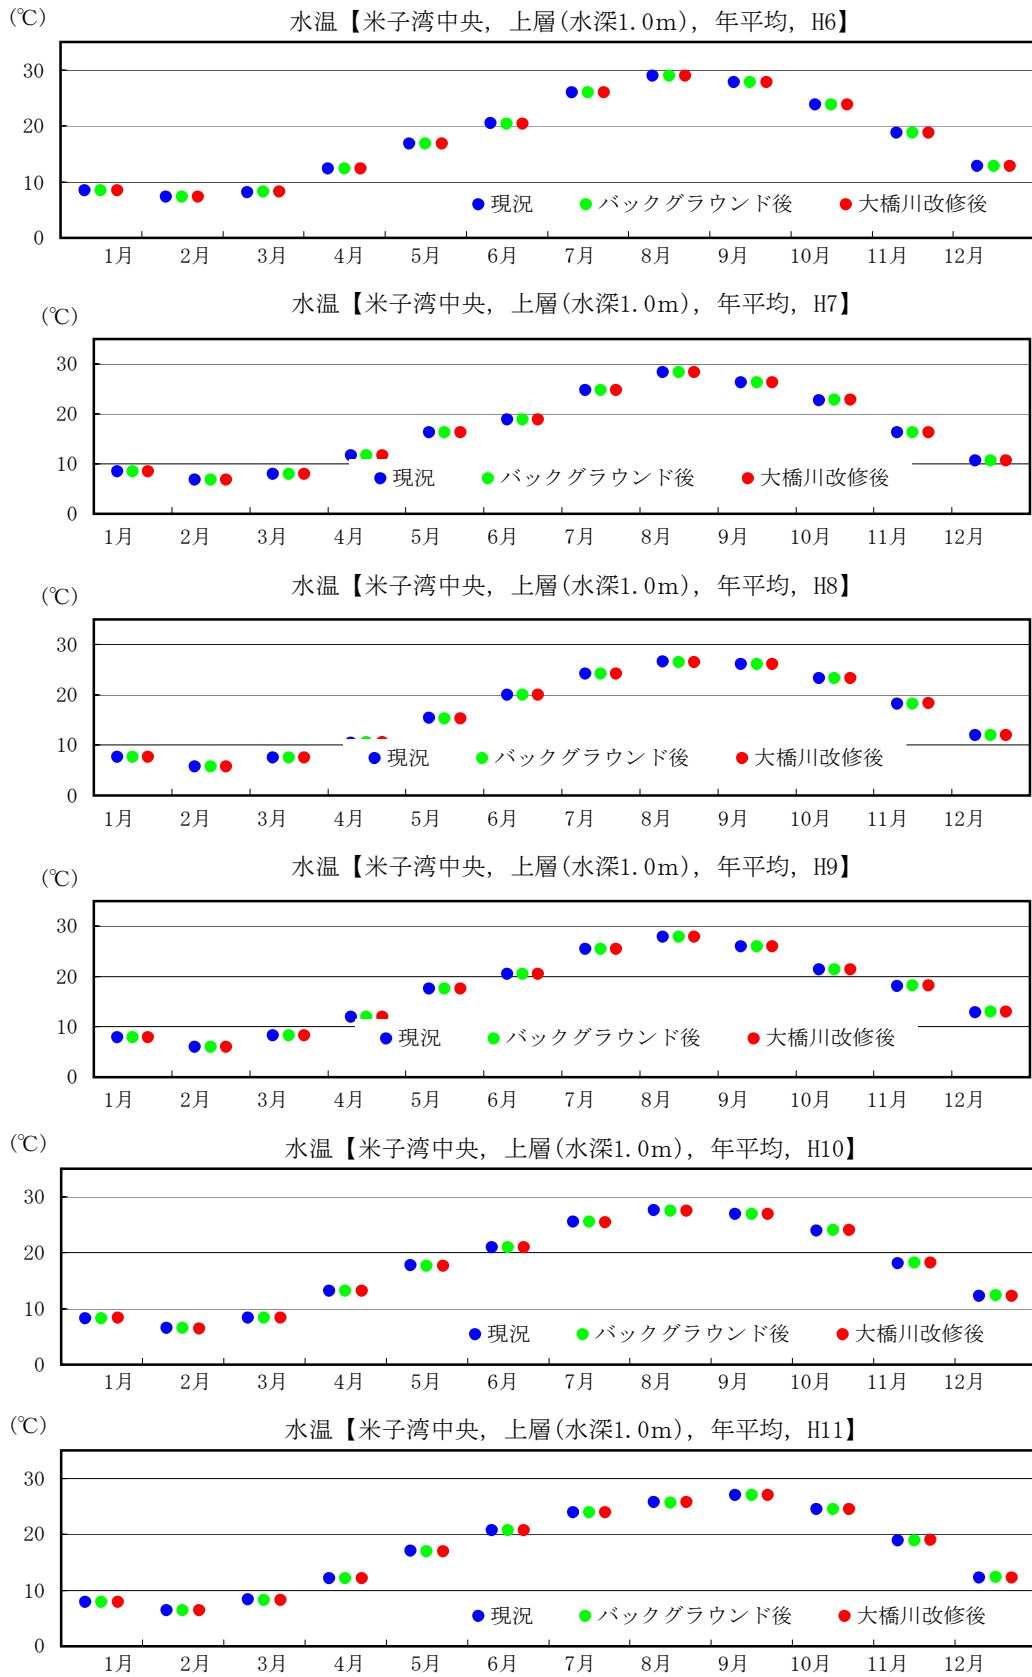 (℃) 水温【米子湾中央, 上層(水深1.0m), 年平均, H6】
30
20
10
0
現況 バックグラウンド後 大橋川改修後
1月 2月 3月 4月 5月 6月 7月 8月 9月 10月 11月 12月
(℃) 水温【米子湾中央, 上層(水深1.0m), 年平均, H7】
30
20
10
0
現況 バックグラウンド後 大橋川改修後
1月 2月 3月 4月 5月 6月 7月 8月 9月 10月 11月 12月
(℃) 水温【米子湾中央, 上層(水深1.0m), 年平均, H8】
30
20
10
0
現況 バックグラウンド後 大橋川改修後
1月 2月 3月 4月 5月 6月 7月 8月 9月 10月 11月 12月
(℃) 水温【米子湾中央, 上層(水深1.0m), 年平均, H9】
30
20
10
0
現況 バックグラウンド後 大橋川改修後
1月 2月 3月 4月 5月 6月 7月 8月 9月 10月 11月 12月
(℃) 水温【米子湾中央, 上層(水深1.0m), 年平均, H10】
30
20
10
0
現況 バックグラウンド後 大橋川改修後
1月 2月 3月 4月 5月 6月 7月 8月 9月 10月 11月 12月
(℃) 水温【米子湾中央, 上層(水深1.0m), 年平均, H11】
30
20
10
0
現況 バックグラウンド後 大橋川改修後
1月 2月 3月 4月 5月 6月 7月 8月 9月 10月 11月 12月